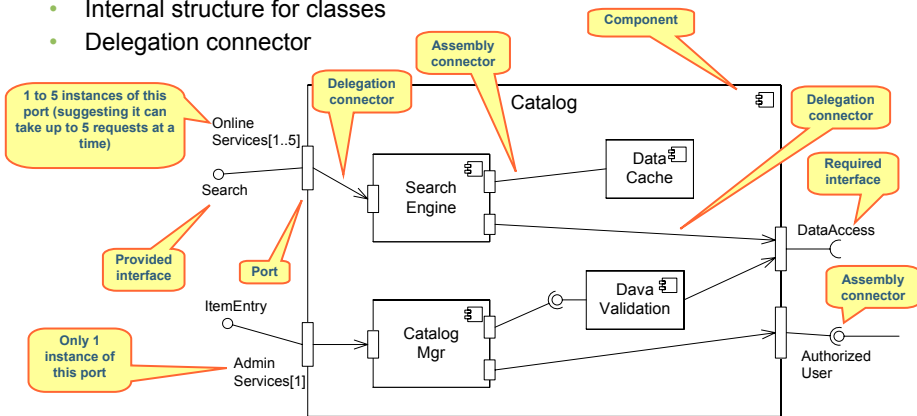 • Internal structure for classes
• Delegation connector
Component
Assembly
connector
Delegation
connector
1 to 5 instances of this
port (suggesting it can
take up to 5 requests at a
time)
Online
Services[1..5]
Catalog
Delegation
connector
Search
Search
Engine
Data
Cache
Required
interface
DataAccess
Provided
interface
Port
Assembly
connector
ItemEntry
Dava
Validation
Only 1
instance of
this port
Catalog
Mgr
Admin
Services[1]
Authorized
User